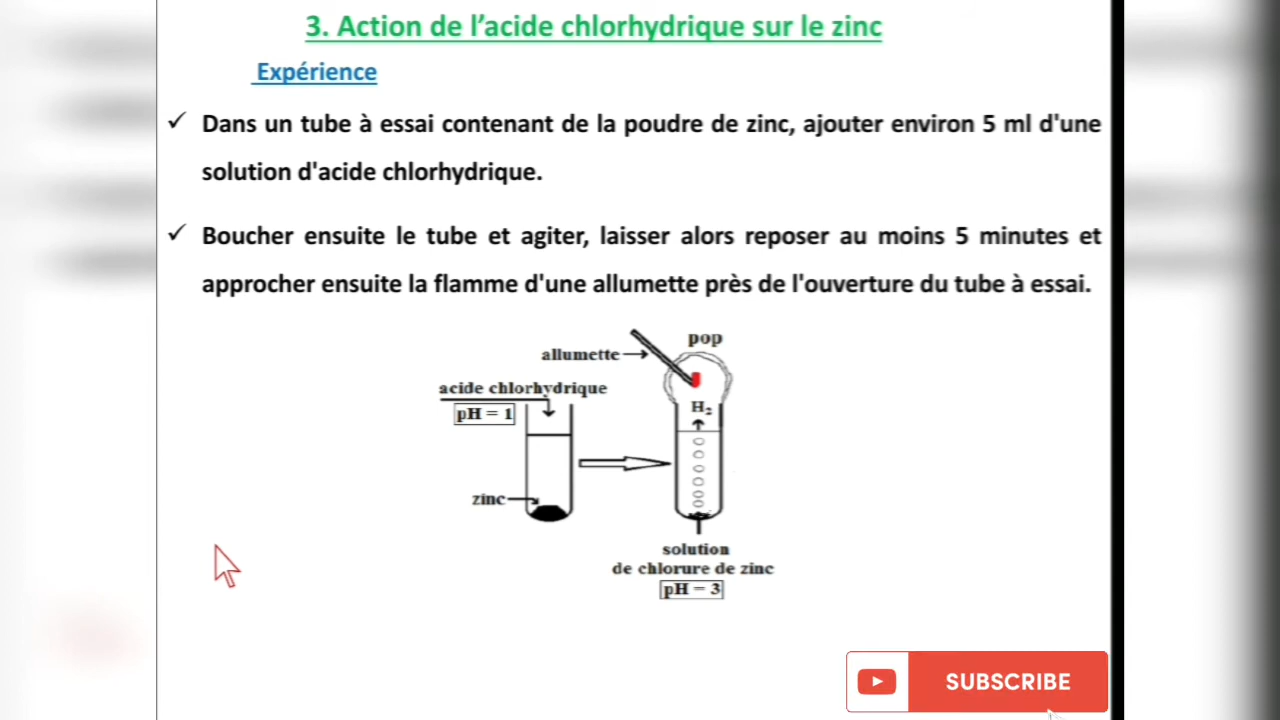 3. Action de l’acide chlorhydrique sur le zinc
Expérience
✓ Dans un tube à essai contenant de la poudre de zinc, ajouter environ 5 ml d'une
solution d'acide chlorhydrique.
✓ Boucher ensuite le tube et agiter, laisser alors reposer au moins 5 minutes et
approcher ensuite la flamme d'une allumette près de l'ouverture du tube à essai.
pop
allumette
acide chlorhydrique
pH = 1
H₂
zinc
solution
de chlorure de zinc
pH = 3
SUBSCRIBE